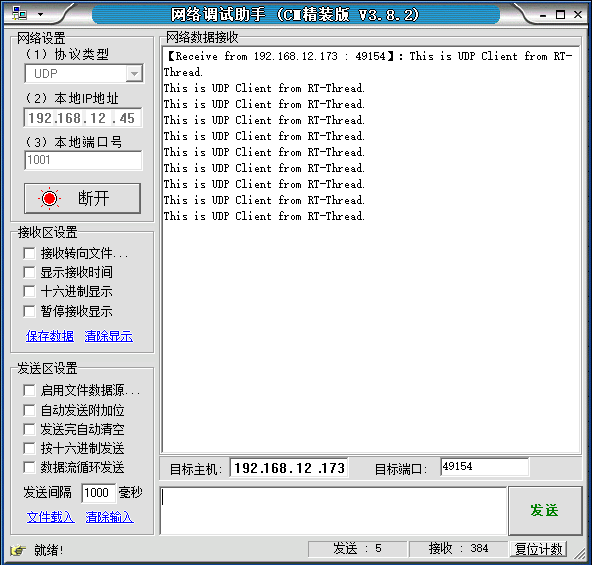 网络调试助手 (C■精装版 V3.8.2)
网络设置
(1) 协议类型
UDP
(2) 本地IP地址
192.168.12.45
(3) 本地端口号
1001
断开
接收区设置
接收转向文件...
显示接收时间
十六进制显示
暂停接收显示
保存数据 清除显示
发送区设置
启用文件数据源...
自动发送附加位
发送完自动清空
按十六进制发送
数据流循环发送
发送间隔 1000 毫秒
文件载入 清除输入
网络数据接收
【Receive from 192.168.12.173 : 49154】: This is UDP Client from RT-
Thread.
This is UDP Client from RT-Thread.
This is UDP Client from RT-Thread.
This is UDP Client from RT-Thread.
This is UDP Client from RT-Thread.
This is UDP Client from RT-Thread.
This is UDP Client from RT-Thread.
This is UDP Client from RT-Thread.
This is UDP Client from RT-Thread.
This is UDP Client from RT-Thread.
目标主机: 192.168.12.173 目标端口: 49154
发送
就绪! 发送 : 5 接收 : 384 复位计数